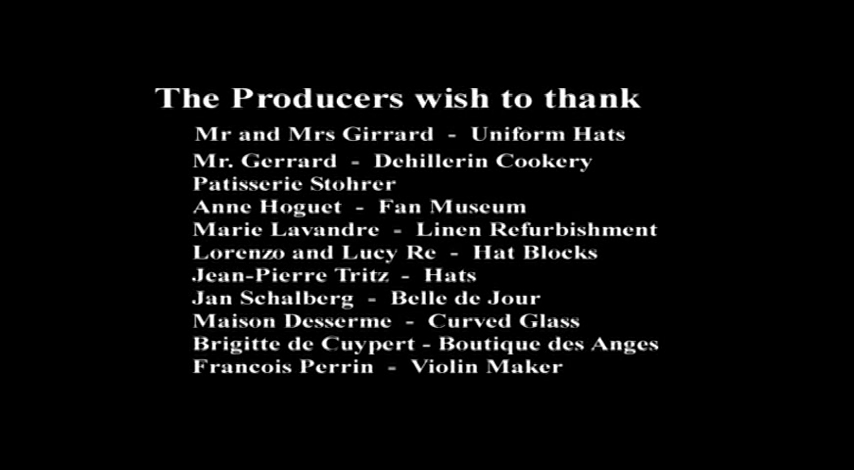 The Producers wish to thank
Mr and Mrs Girrard - Uniform Hats
Mr. Gerrard - Dehillerin Cookery
Patisserie Stohrer
Anne Hoguet - Fan Museum
Marie Lavandre - Linen Refurbishment
Lorenzo and Lucy Re - Hat Blocks
Jean-Pierre Tritz - Hats
Jan Schalberg - Belle de Jour
Maison Desserme - Curved Glass
Brigitte de Cuypert - Boutique des Anges
Francois Perrin - Violin Maker